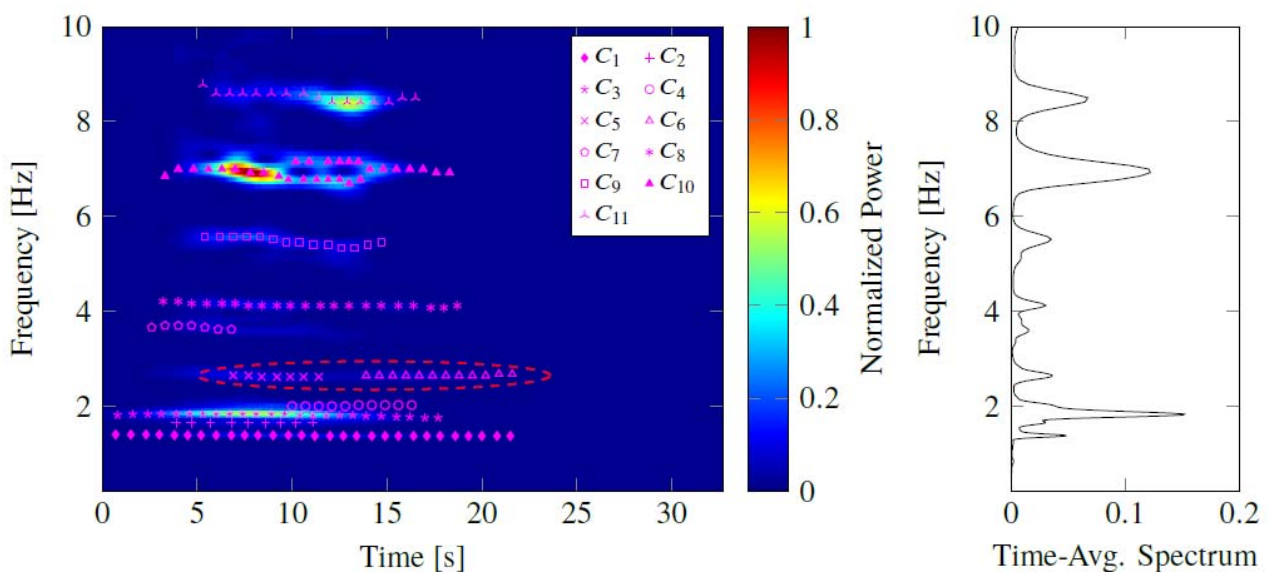 10
8
6
4
2
0
5
10
15
20
25
30
Frequency [Hz]
Time [s]
C1 C2
C3 C4
C5 C6
C7 C8
C9 C10
C11
1
0.8
0.6
0.4
0.2
0
Normalized Power
10
8
6
4
2
0
0.1
0.2
Frequency [Hz]
Time-Avg. Spectrum